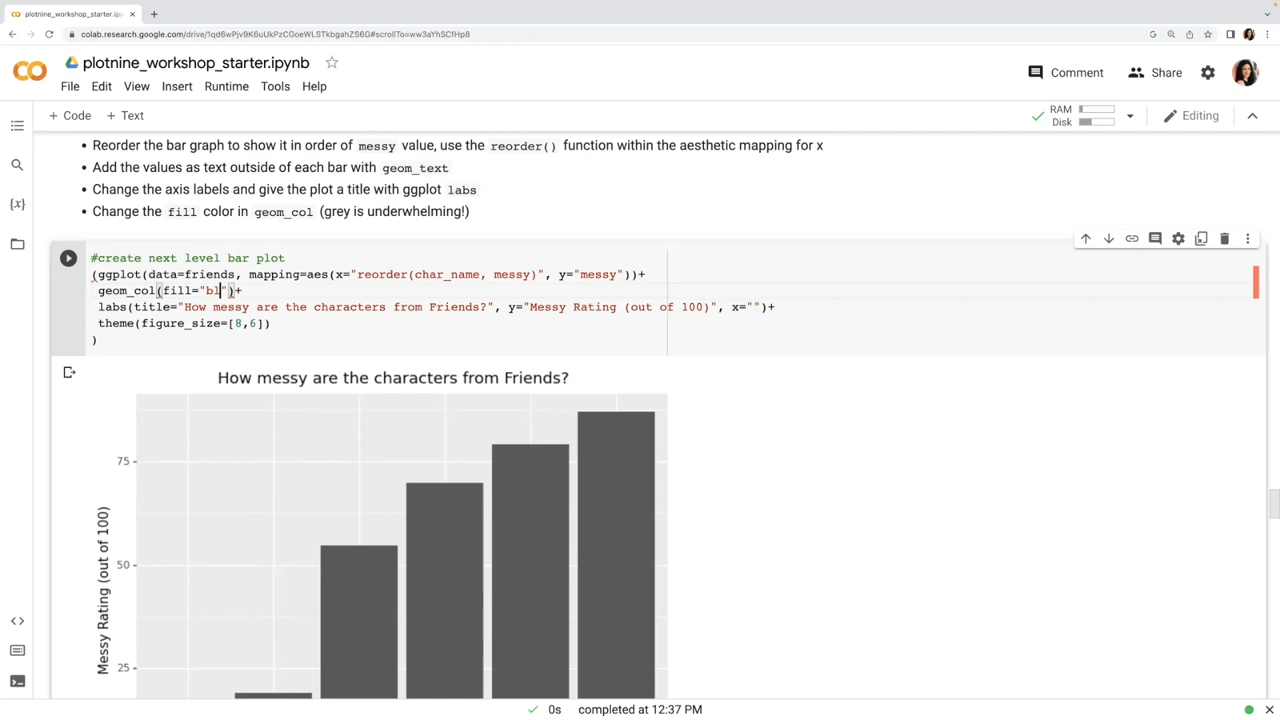 plotnine_workshop_starter.ipy
colab.research.google.com/drive/1qd6wPjv9K6uUkPzCGoeWLSTkbgahZS6G#scrollTo=ww3aYhSCfHp8
plotnine_workshop_starter.ipynb
Comment
Share
File Edit View Insert Runtime Tools Help
+ Code + Text
RAM
Disk
Editing
• Reorder the bar graph to show it in order of messy value, use the reorder() function within the aesthetic mapping for x
• Add the values as text outside of each bar with geom_text
• Change the axis labels and give the plot a title with ggplot labs
• Change the fill color in geom_col (grey is underwhelming!)
#create next level bar plot
(ggplot(data=friends, mapping=aes(x="reorder(char_name, messy)", y="messy"))+
geom_col(fill="bl")+
labs(title="How messy are the characters from Friends?", y="Messy Rating (out of 100)", x="")+
theme(figure_size=[8,6])
)
How messy are the characters from Friends?
75
50
25
Messy Rating (out of 100)
0s completed at 12:37 PM